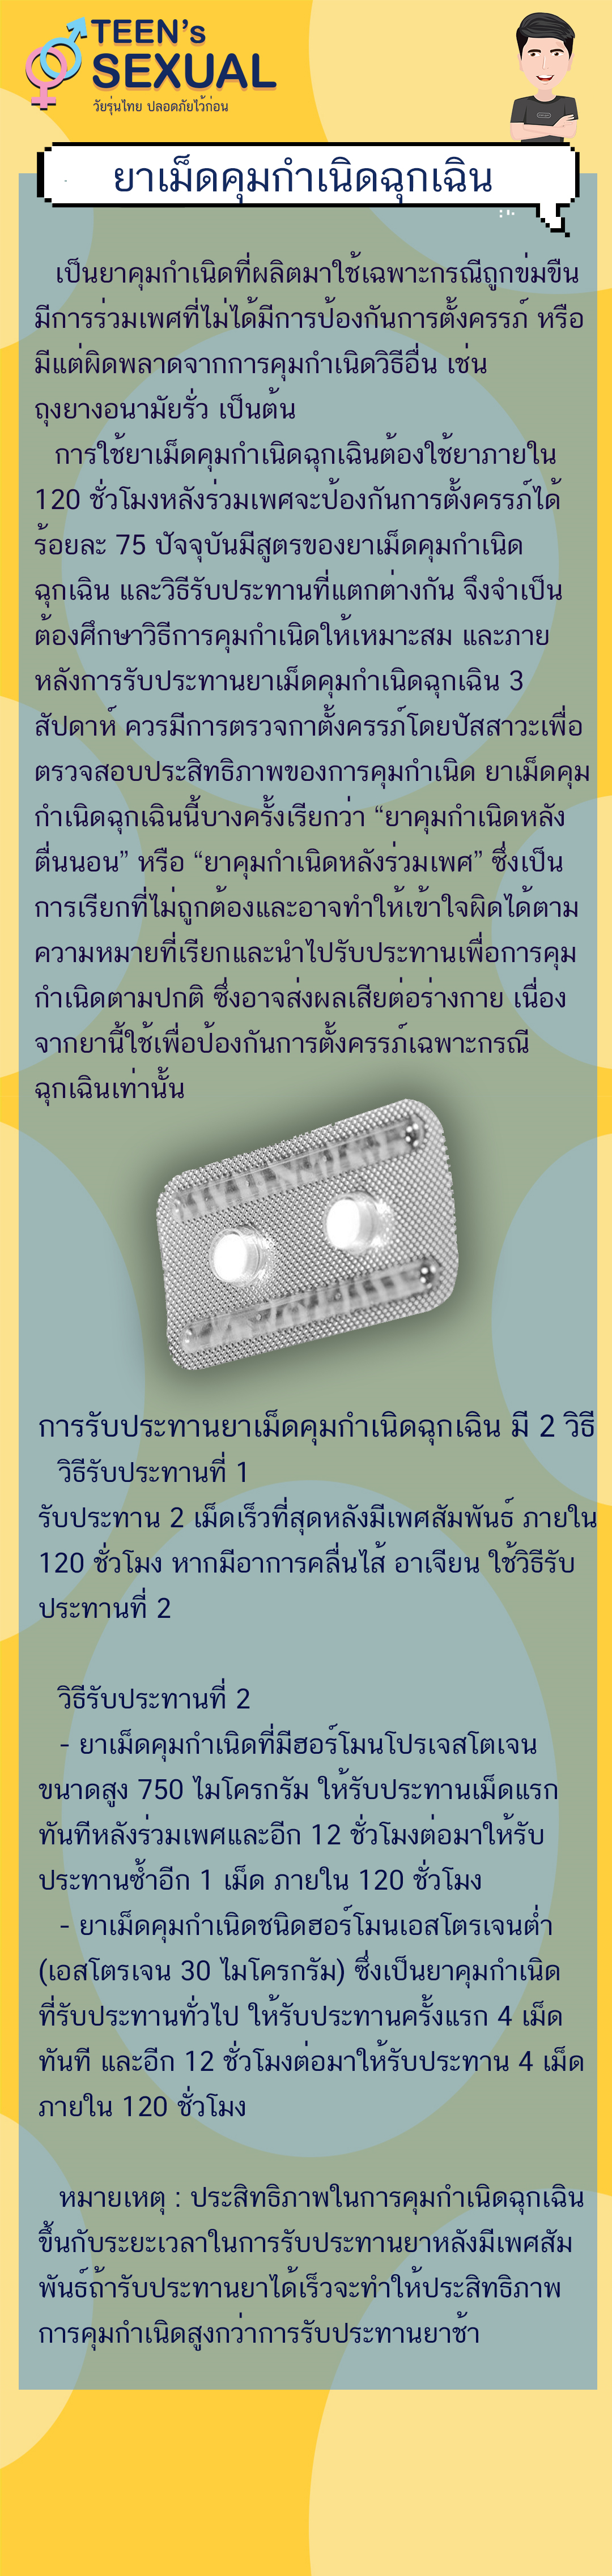 TEEN's
SEXUAL
วัยรุ่นไทย ปลอดภัยไว้ก่อน
ยาเม็ดคุมกำเนิดฉุกเฉิน
เป็นยาคุมกำเนิดที่ผลิตมาใช้เฉพาะกรณีถูกข่มขืน
มีการร่วมเพศที่ไม่ได้มีการป้องกันการตั้งครรภ์ หรือ
มีแต่ผิดพลาดจากการคุมกำเนิดวิธีอื่น เช่น
ถุงยางอนามัยรั่ว เป็นต้น
การใช้ยาเม็ดคุมกำเนิดฉุกเฉินต้องใช้ยาภายใน
120 ชั่วโมงหลังร่วมเพศจะป้องกันการตั้งครรภ์ได้
ร้อยละ 75 ปัจจุบันมีสูตรของยาเม็ดคุมกำเนิด
ฉุกเฉิน และวิธีรับประทานที่แตกต่างกัน จึงจำเป็น
ต้องศึกษาวิธีการคุมกำเนิดให้เหมาะสม และภาย
หลังการรับประทานยาเม็ดคุมกำเนิดฉุกเฉิน 3
สัปดาห์ ควรมีการตรวจกาตั้งครรภ์โดยปัสสาวะเพื่อ
ตรวจสอบประสิทธิภาพของการคุมกำเนิด ยาเม็ดคุม
กำเนิดฉุกเฉินนี้บางครั้งเรียกว่า “ยาคุมกำเนิดหลัง
ตื่นนอน” หรือ “ยาคุมกำเนิดหลังร่วมเพศ” ซึ่งเป็น
การเรียกที่ไม่ถูกต้องและอาจทำให้เข้าใจผิดได้ตาม
ความหมายที่เรียกและนำไปรับประทานเพื่อการคุม
กำเนิดตามปกติ ซึ่งอาจส่งผลเสียต่อร่างกาย เนื่อง
จากยานี้ใช้เพื่อป้องกันการตั้งครรภ์เฉพาะกรณี
ฉุกเฉินเท่านั้น
การรับประทานยาเม็ดคุมกำเนิดฉุกเฉิน มี 2 วิธี
วิธีรับประทานที่ 1
รับประทาน 2 เม็ดเร็วที่สุดหลังมีเพศสัมพันธ์ ภายใน
120 ชั่วโมง หากมีอาการคลื่นไส้ อาเจียน ใช้วิธีรับ
ประทานที่ 2
วิธีรับประทานที่ 2
- ยาเม็ดคุมกำเนิดที่มีฮอร์โมนโปรเจสโตเจน
ขนาดสูง 750 ไมโครกรัม ให้รับประทานเม็ดแรก
ทันทีหลังร่วมเพศและอีก 12 ชั่วโมงต่อมาให้รับ
ประทานซ้ำอีก 1 เม็ด ภายใน 120 ชั่วโมง
- ยาเม็ดคุมกำเนิดชนิดฮอร์โมนเอสโตรเจนต่ำ
(เอสโตรเจน 30 ไมโครกรัม) ซึ่งเป็นยาคุมกำเนิด
ที่รับประทานทั่วไป ให้รับประทานครั้งแรก 4 เม็ด
ทันที และอีก 12 ชั่วโมงต่อมาให้รับประทาน 4 เม็ด
ภายใน 120 ชั่วโมง
หมายเหตุ : ประสิทธิภาพในการคุมกำเนิดฉุกเฉิน
ขึ้นกับระยะเวลาในการรับประทานยาหลังมีเพศสัม
พันธ์ถ้ารับประทานยาได้เร็วจะทำให้ประสิทธิภาพ
การคุมกำเนิดสูงกว่าการรับประทานยาช้า